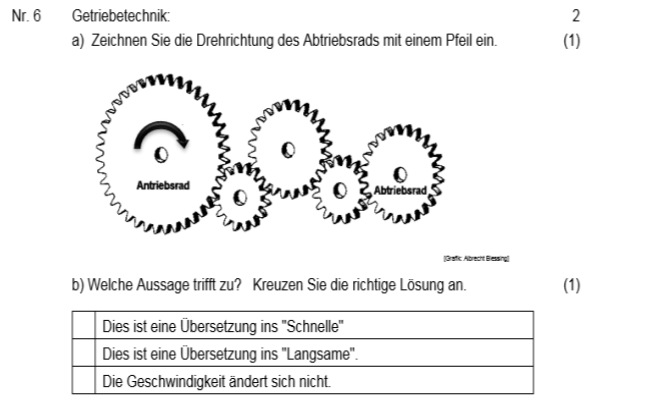 Nr. 6 Getriebetechnik: 2
a) Zeichnen Sie die Drehrichtung des Abtriebsrads mit einem Pfeil ein. (1)
Antriebsrad
Abtriebsrad
[Grafik: Abrecht Blessing]
b) Welche Aussage trifft zu? Kreuzen Sie die richtige Lösung an. (1)
Dies ist eine Übersetzung ins "Schnelle"
Dies ist eine Übersetzung ins "Langsame".
Die Geschwindigkeit ändert sich nicht.